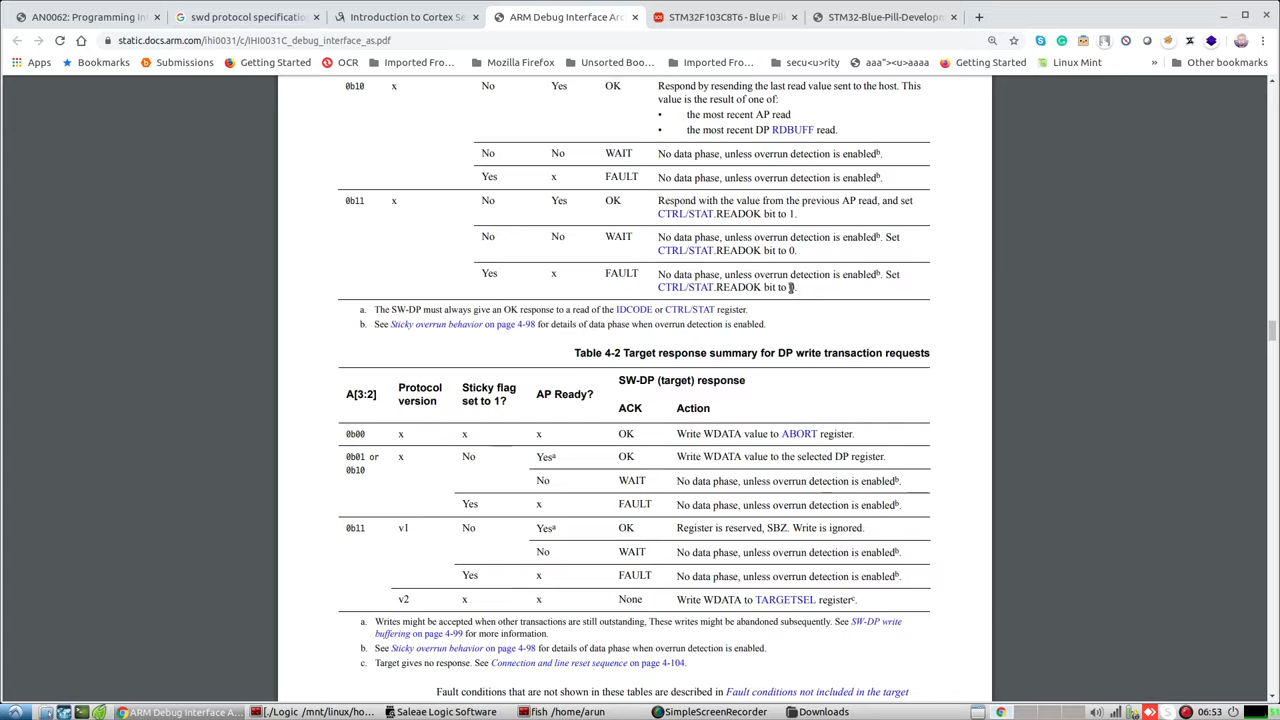 AN0062: Programming Int
swd protocol specificatio
Introduction to Cortex Se
ARM Debug Interface Arc
STM32F103C8T6 - Blue Pill
STM32-Blue-Pill-Developm
static.docs.arm.com/ihi0031/c/IHI0031C_debug_interface_as.pdf
Apps
Bookmarks
Submissions
Getting Started
OCR
Imported Fro...
Mozilla Firefox
Unsorted Boo...
Imported Fro...
secu<u>rity
aaa"><u>aaaa
Getting Started
Linux Mint
»
Other bookmarks
0b10 x No Yes OK Respond by resending the last read value sent to the host. This
value is the result of one of:
• the most recent AP read
• the most recent DP RDBUFF read.
No No WAIT No data phase, unless overrun detection is enabledb.
Yes x FAULT No data phase, unless overrun detection is enabledb.
0b11 x No Yes OK Respond with the value from the previous AP read, and set
CTRL/STAT.READOK bit to 1.
No No WAIT No data phase, unless overrun detection is enabledb. Set
CTRL/STAT.READOK bit to 0.
Yes x FAULT No data phase, unless overrun detection is enabledb. Set
CTRL/STAT.READOK bit to 0.
a. The SW-DP must always give an OK response to a read of the IDCODE or CTRL/STAT register.
b. See Sticky overrun behavior on page 4-98 for details of data phase when overrun detection is enabled.
Table 4-2 Target response summary for DP write transaction requests
A[3:2]
Protocol
version
Sticky flag
set to 1?
AP Ready?
SW-DP (target) response
ACK Action
0b00 x x x OK Write WDATA value to ABORT register.
0b01 or
0b10
x No Yesa OK Write WDATA value to the selected DP register.
No WAIT No data phase, unless overrun detection is enabledb.
Yes x FAULT No data phase, unless overrun detection is enabledb.
0b11 v1 No Yesa OK Register is reserved, SBZ. Write is ignored.
No WAIT No data phase, unless overrun detection is enabledb.
Yes x FAULT No data phase, unless overrun detection is enabledb.
v2 x x None Write WDATA to TARGETSEL registerc.
a. Writes might be accepted when other transactions are still outstanding, These writes might be abandoned subsequently. See SW-DP write
buffering on page 4-99 for more information.
b. See Sticky overrun behavior on page 4-98 for details of data phase when overrun detection is enabled.
c. Target gives no response. See Connection and line reset sequence on page 4-104.
Fault conditions that are not shown in these tables are described in Fault conditions not included in the target
ARM Debug Interface A...
[./Logic /mnt/linux/ho...
Saleae Logic Software
fish /home/arun
SimpleScreenRecorder
Downloads
06:53